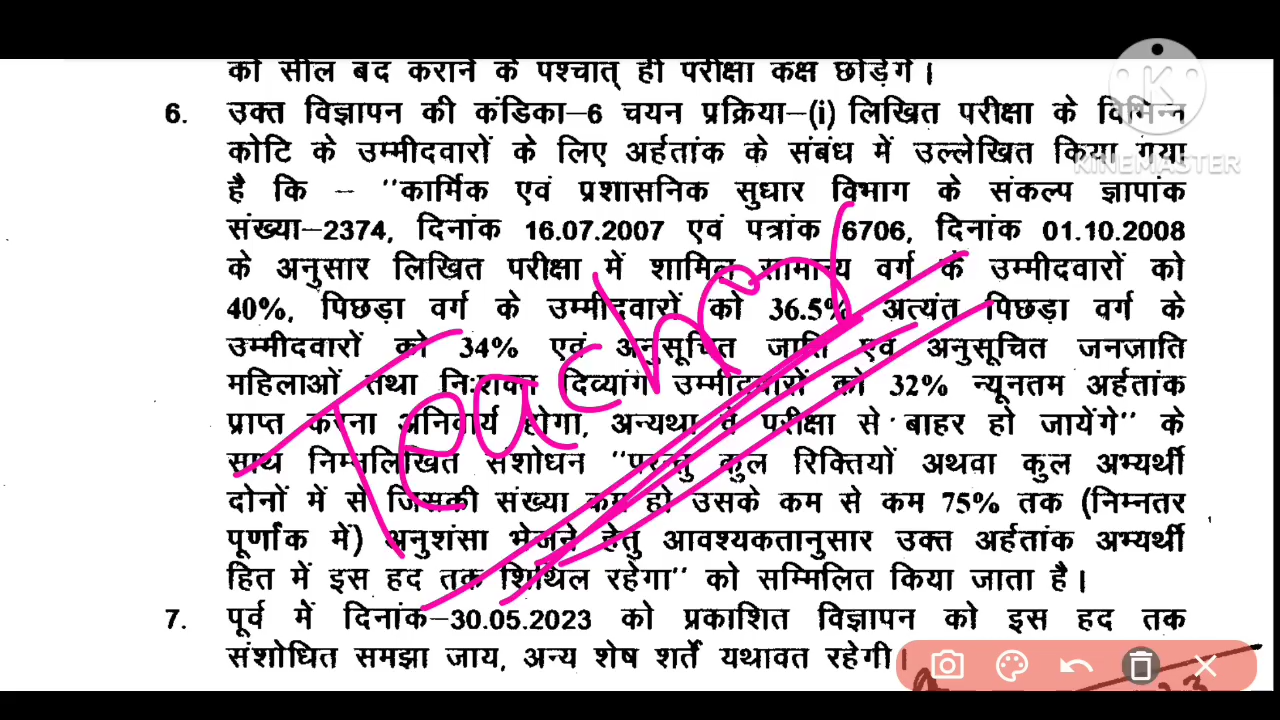 को सील बंद कराने के पश्चात् ही परीक्षा कक्ष छोड़ेंगे।
6. उक्त विज्ञापन की कंडिका–6 चयन प्रक्रिया–(i) लिखित परीक्षा के विभिन्न
कोटि के उम्मीदवारों के लिए अर्हतांक के संबंध में उल्लेखित किया गया
है कि – "कार्मिक एवं प्रशासनिक सुधार विभाग के संकल्प ज्ञापांक
संख्या–2374, दिनांक 16.07.2007 एवं पत्रांक 6706, दिनांक 01.10.2008
के अनुसार लिखित परीक्षा में शामिल सामान्य वर्ग के उम्मीदवारों को
40%, पिछड़ा वर्ग के उम्मीदवारों को 36.5% अत्यंत पिछड़ा वर्ग के
उम्मीदवारों को 34% एवं अनुसूचित जाति एवं अनुसूचित जनजाति
महिलाओं तथा निःशक्त दिव्यांग उम्मीदवारों को 32% न्यूनतम अर्हतांक
प्राप्त करना अनिवार्य होगा, अन्यथा वे परीक्षा से बाहर हो जायेंगे" के
साथ निम्नलिखित संशोधन "परन्तु कुल रिक्तियों अथवा कुल अभ्यर्थी
दोनों में से जिसकी संख्या कम हो उसके कम से कम 75% तक (निम्नतर
पूर्णांक में) अनुशंसा भेजने हेतु आवश्यकतानुसार उक्त अर्हतांक अभ्यर्थी
हित में इस हद तक शिथिल रहेगा" को सम्मिलित किया जाता है।
7. पूर्व में दिनांक–30.05.2023 को प्रकाशित विज्ञापन को इस हद तक
संशोधित समझा जाय, अन्य शेष शर्तें यथावत रहेगी।
KINEMASTER